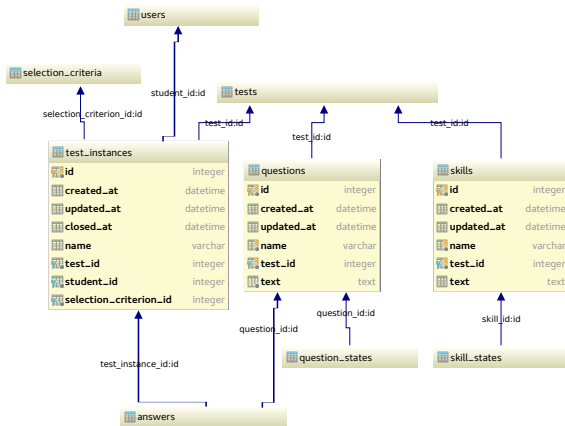 users
selection_criteria
student_id:id
tests
selection_criterion_id:id
test_id:id
test_id:id
test_id:id
test_instances
id integer
created_at datetime
updated_at datetime
closed_at datetime
name varchar
test_id integer
student_id integer
selection_criterion_id integer
questions
id integer
created_at datetime
updated_at datetime
name varchar
test_id integer
text text
skills
id integer
created_at datetime
updated_at datetime
name varchar
test_id integer
text text
question_id:id
question_id:id
skill_id:id
question_states
skill_states
test_instance_id:id
answers